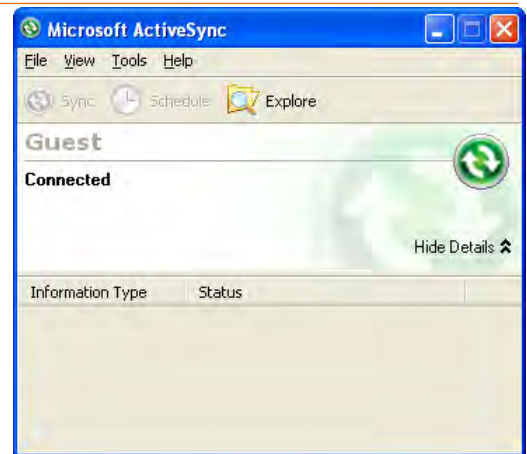 Microsoft ActiveSync
File View Tools Help
Sync Schedule Explore
Guest
Connected
Hide Details
Information Type Status